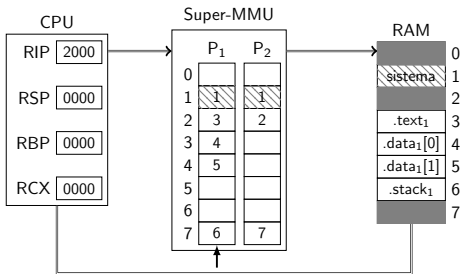 CPU
RIP 2000
RSP 0000
RBP 0000
RCX 0000
Super-MMU
P₁ P₂
0
1 1 1
2 3 2
3 4
4 5
5
6
7 6 7
RAM
0
sistema 1
2
.text₁ 3
.data₁[0] 4
.data₁[1] 5
.stack₁ 6
7